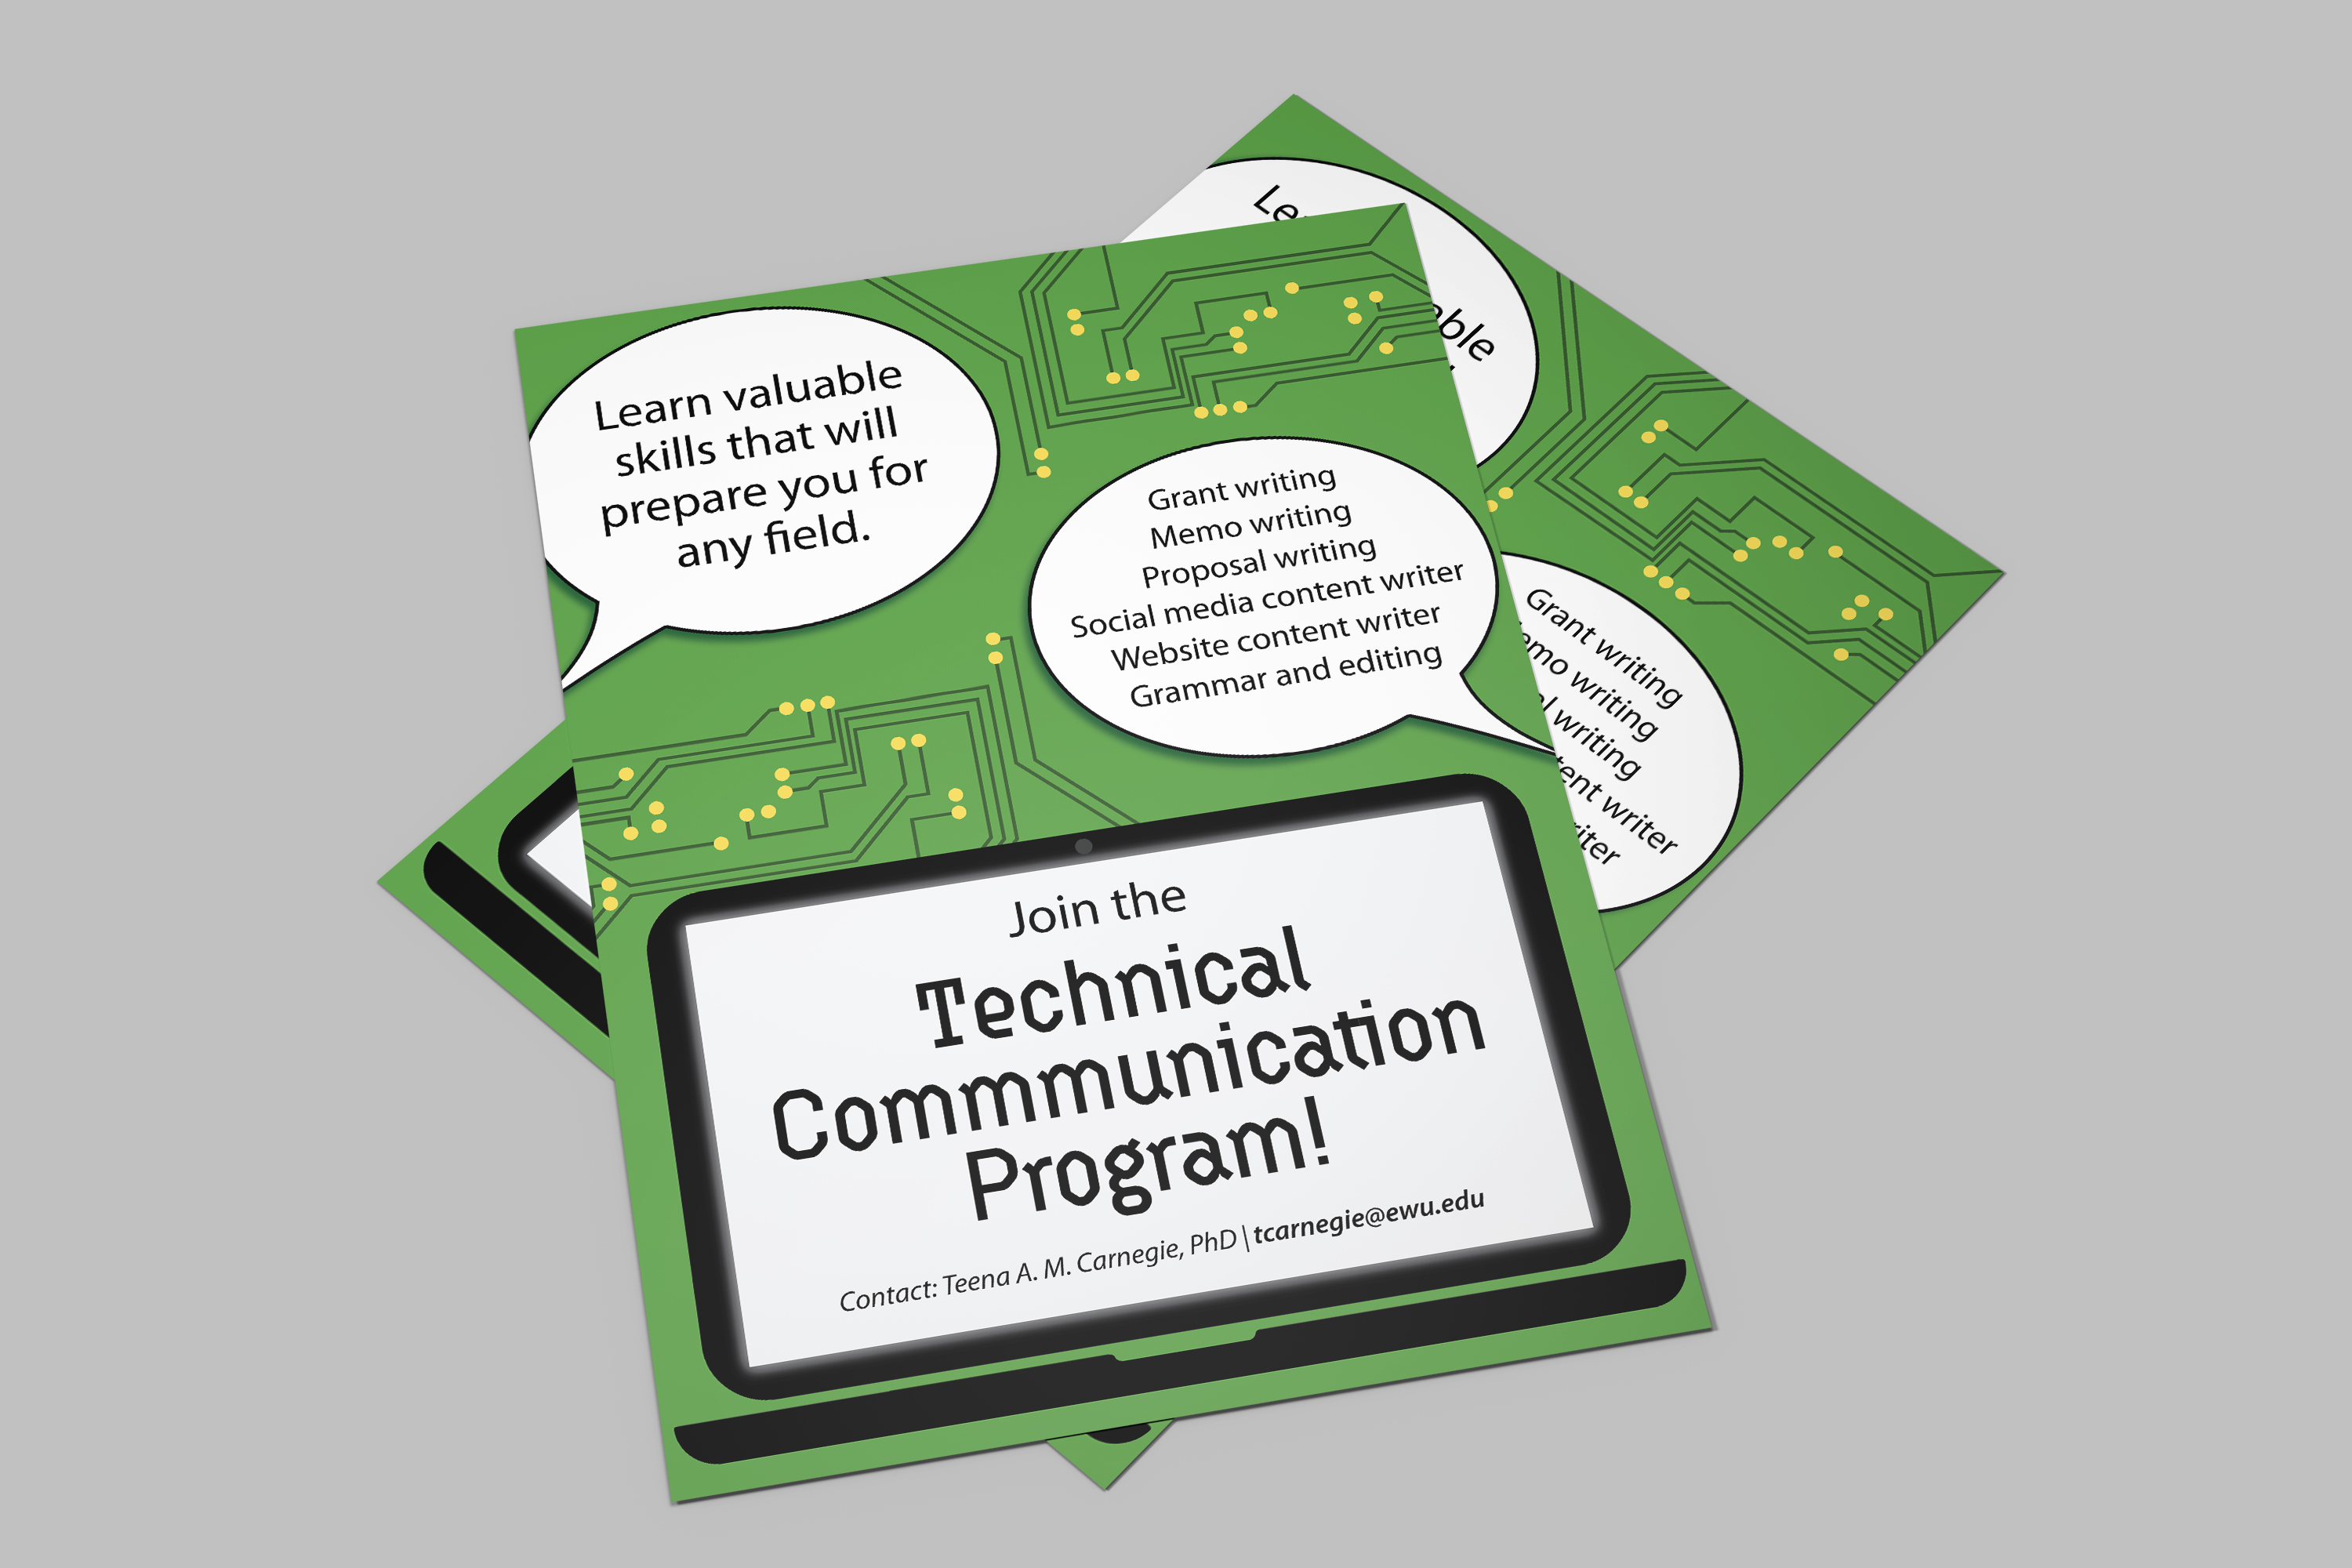 Learn valuable
skills that will
prepare you for
any field.
Grant writing
Memo writing
Proposal writing
Social media content writer
Website content writer
Grammar and editing
Join the
Technical
Commmunication
Program!
Contact: Teena A. M. Carnegie, PhD | tcarnegie@ewu.edu
Grant writing
writing
writing
writer